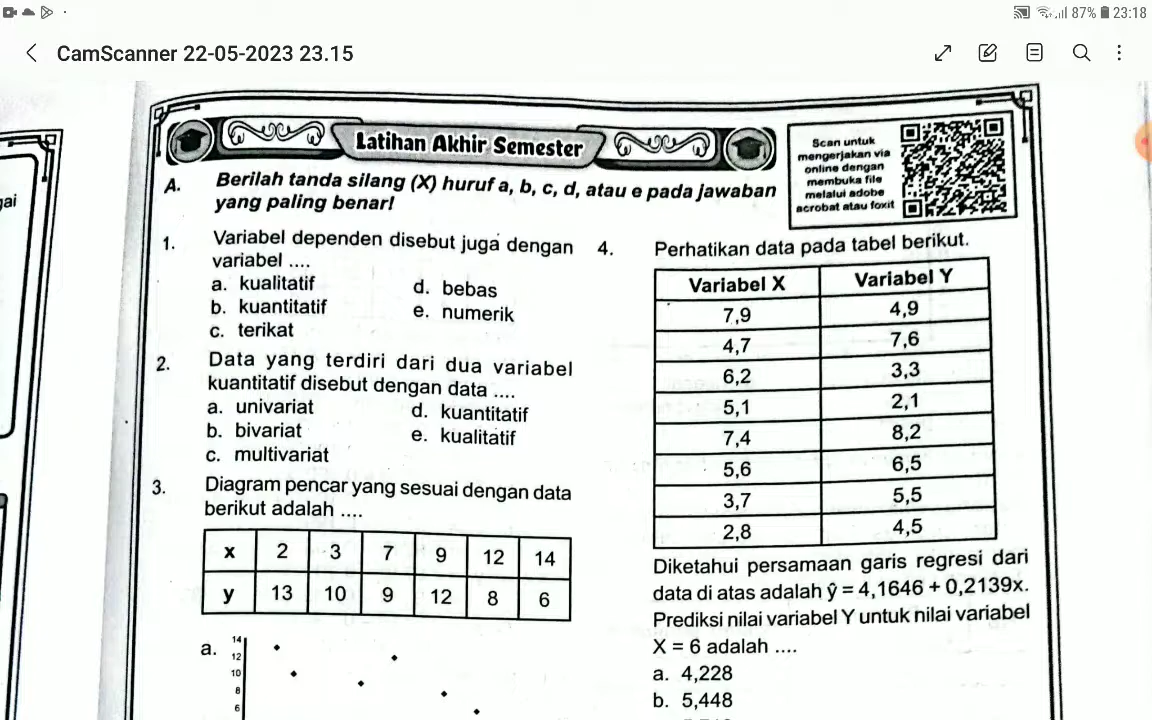 87% 23:18
CamScanner 22-05-2023 23.15
Latihan Akhir Semester
Scan untuk
mengerjakan via
online dengan
membuka file
melalui adobe
acrobat atau foxit
A. Berilah tanda silang (X) huruf a, b, c, d, atau e pada jawaban
yang paling benar!
1. Variabel dependen disebut juga dengan
variabel ....
a. kualitatif
d. bebas
b. kuantitatif
e. numerik
c. terikat
2. Data yang terdiri dari dua variabel
kuantitatif disebut dengan data ....
a. univariat
d. kuantitatif
b. bivariat
e. kualitatif
c. multivariat
3. Diagram pencar yang sesuai dengan data
berikut adalah ....
x 2 3 7 9 12 14
y 13 10 9 12 8 6
a. 14
12
10
8
6
4. Perhatikan data pada tabel berikut.
Variabel X Variabel Y
7,9 4,9
4,7 7,6
6,2 3,3
5,1 2,1
7,4 8,2
5,6 6,5
3,7 5,5
2,8 4,5
Diketahui persamaan garis regresi dari
data di atas adalah ŷ = 4,1646 + 0,2139x.
Prediksi nilai variabel Y untuk nilai variabel
X = 6 adalah ....
a. 4,228
b. 5,448